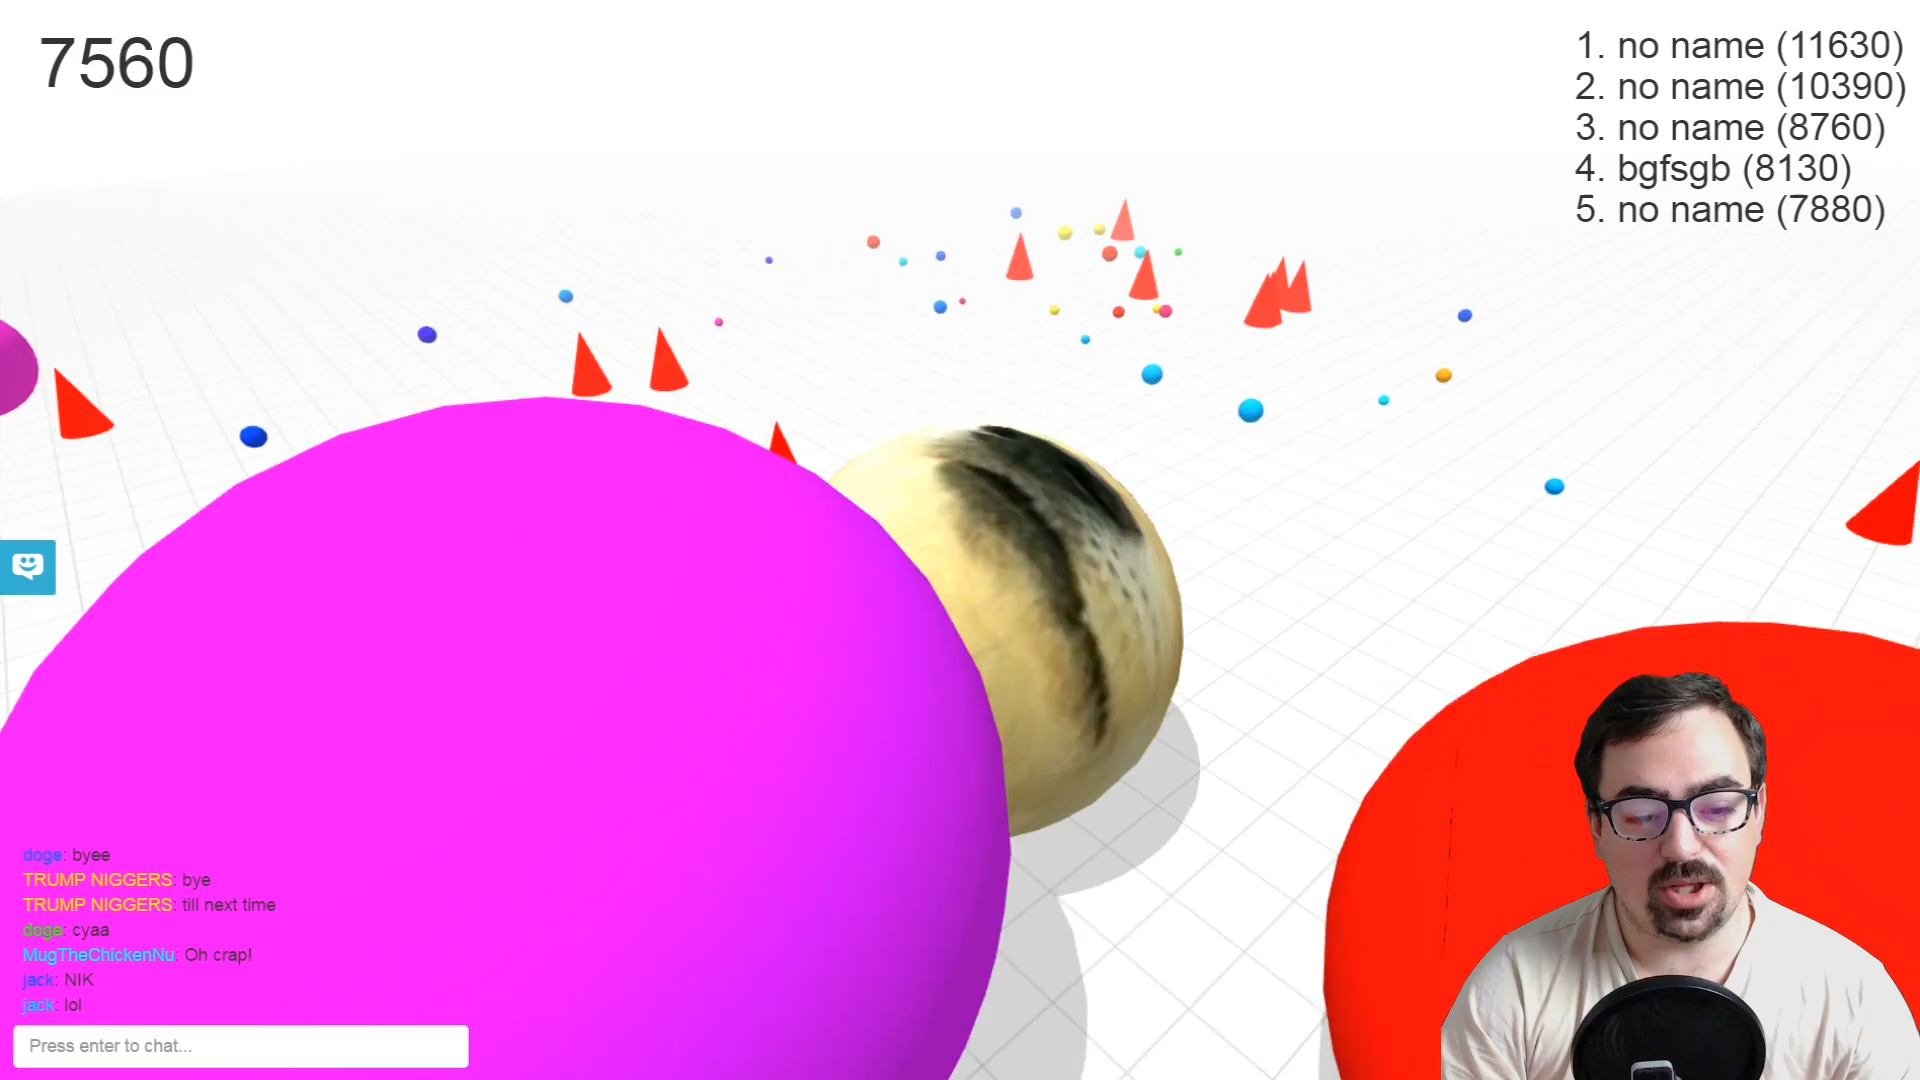 7560
1. no name (11630)
2. no name (10390)
3. no name (8760)
4. bgfsgb (8130)
5. no name (7880)
doge: byee
TRUMP NIGGERS: bye
TRUMP NIGGERS: till next time
doge: cyaa
MugTheChickenNu: Oh crap!
jack: NIK
jack: lol
Press enter to chat...